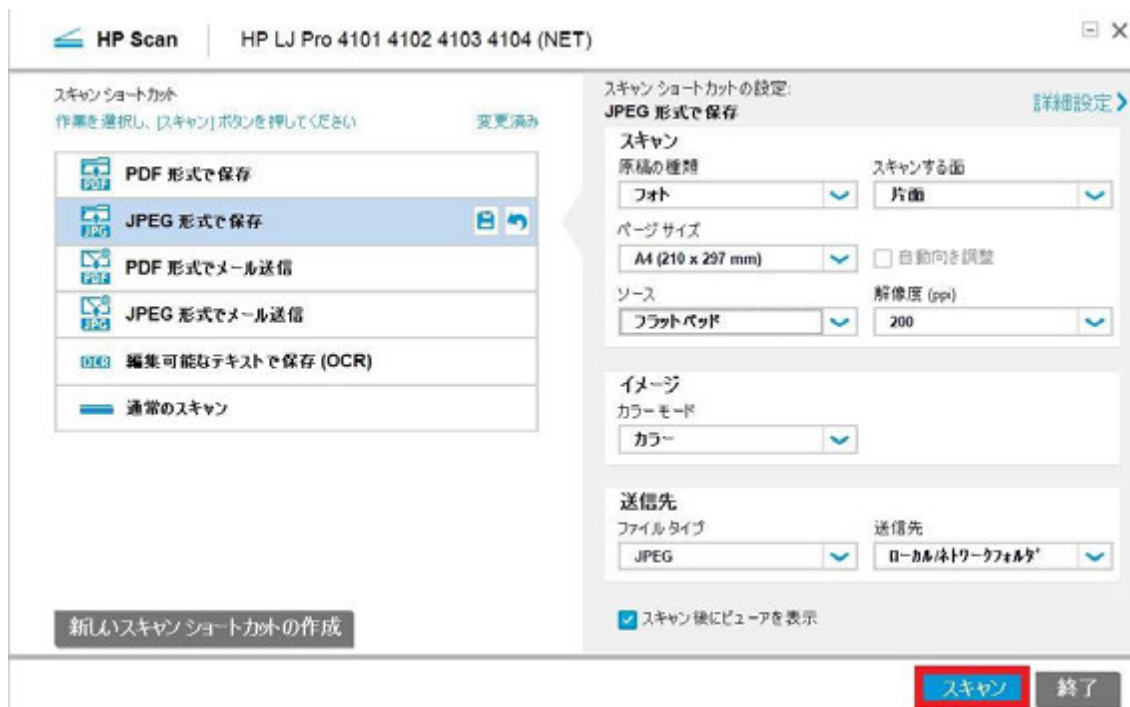 HP Scan
HP LJ Pro 4101 4102 4103 4104 (NET)
スキャン ショートカット
作業を選択し、[スキャン] ボタンを押してください
変更済み
PDF 形式で保存
JPEG 形式で保存
PDF 形式でメール送信
JPEG 形式でメール送信
編集可能なテキストで保存 (OCR)
通常のスキャン
新しいスキャン ショートカットの作成
スキャン ショートカットの設定:
JPEG 形式で保存
詳細設定
スキャン
原稿の種類
スキャンする面
フォト
片面
ページ サイズ
A4 (210 x 297 mm)
自動向き調整
ソース
解像度 (ppi)
フラットベッド
200
イメージ
カラー モード
カラー
送信先
ファイル タイプ
送信先
JPEG
ローカル/ネットワークフォルダ
スキャン後にビューアを表示
スキャン
終了